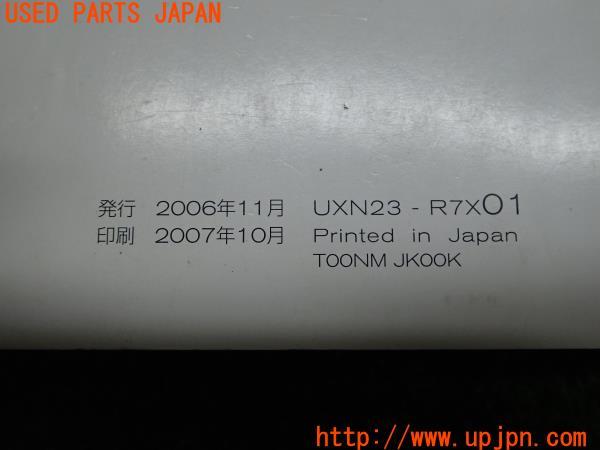 USED PARTS JAPAN
発行 2006年11月 UXN23 - R7X01
印刷 2007年10月 Printed in Japan
T00NM JK00K
http://www.upjpn.com/